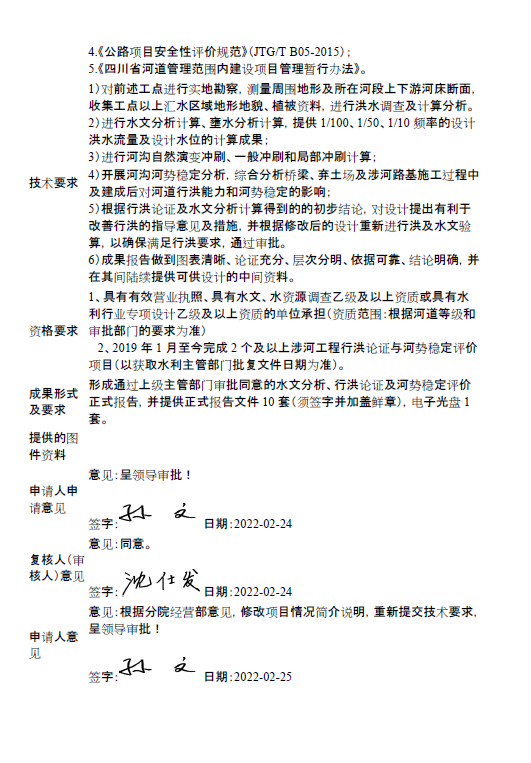 4.《公路项目安全性评价规范》(JTG/T B05-2015)；
5.《四川省河道管理范围内建设项目管理暂行办法》。
技术要求
1)对前述工点进行实地勘察，测量周围地形及所在河段上下游河床断面，
收集工点以上汇水区域地形地貌、植被资料，进行洪水调查及计算分析。
2)进行水文分析计算、壅水分析计算，提供 1/100、1/50、1/10 频率的设计
洪水流量及设计水位的计算成果；
3)进行河沟自然演变冲刷、一般冲刷和局部冲刷计算；
4)开展河沟河势稳定分析，综合分析桥梁、弃土场及涉河路基施工过程中
及建成后对河道行洪能力和河势稳定的影响；
5)根据行洪论证及水文分析计算得到的的初步结论，对设计提出有利于
改善行洪的指导意见及措施，并根据修改后的设计重新进行行洪及水文验
算，以确保满足行洪要求，通过审批。
6)成果报告做到图表清晰、论证充分、层次分明、依据可靠、结论明确，并
在其间陆续提供可供设计的中间资料。
资格要求
1、具有有效营业执照、具有水文、水资源调查乙级及以上资质或具有水
利行业专项设计乙级及以上资质的单位承担(资质范围：根据河道等级和
审批部门的要求为准)
2、2019 年 1 月至今完成 2 个及以上涉河工程行洪论证与河势稳定评价
项目(以获取水利主管部门批复文件日期为准)。
成果形式
及要求
形成通过上级主管部门审批同意的水文分析、行洪论证及河势稳定评价
正式报告，并提供正式报告文件 10 套(须签字并加盖鲜章)，电子光盘 1
套。
提供的图
件资料
申请人申
请意见
意见：呈领导审批！
签字：孙 文 日期：2022-02-24
复核人(审
核人)意见
意见：同意。
签字：沈仕发 日期：2022-02-24
申请人意
见
意见：根据分院经营部意见，修改项目情况简介说明，重新提交技术要求，
呈领导审批！
签字：孙 文 日期：2022-02-25